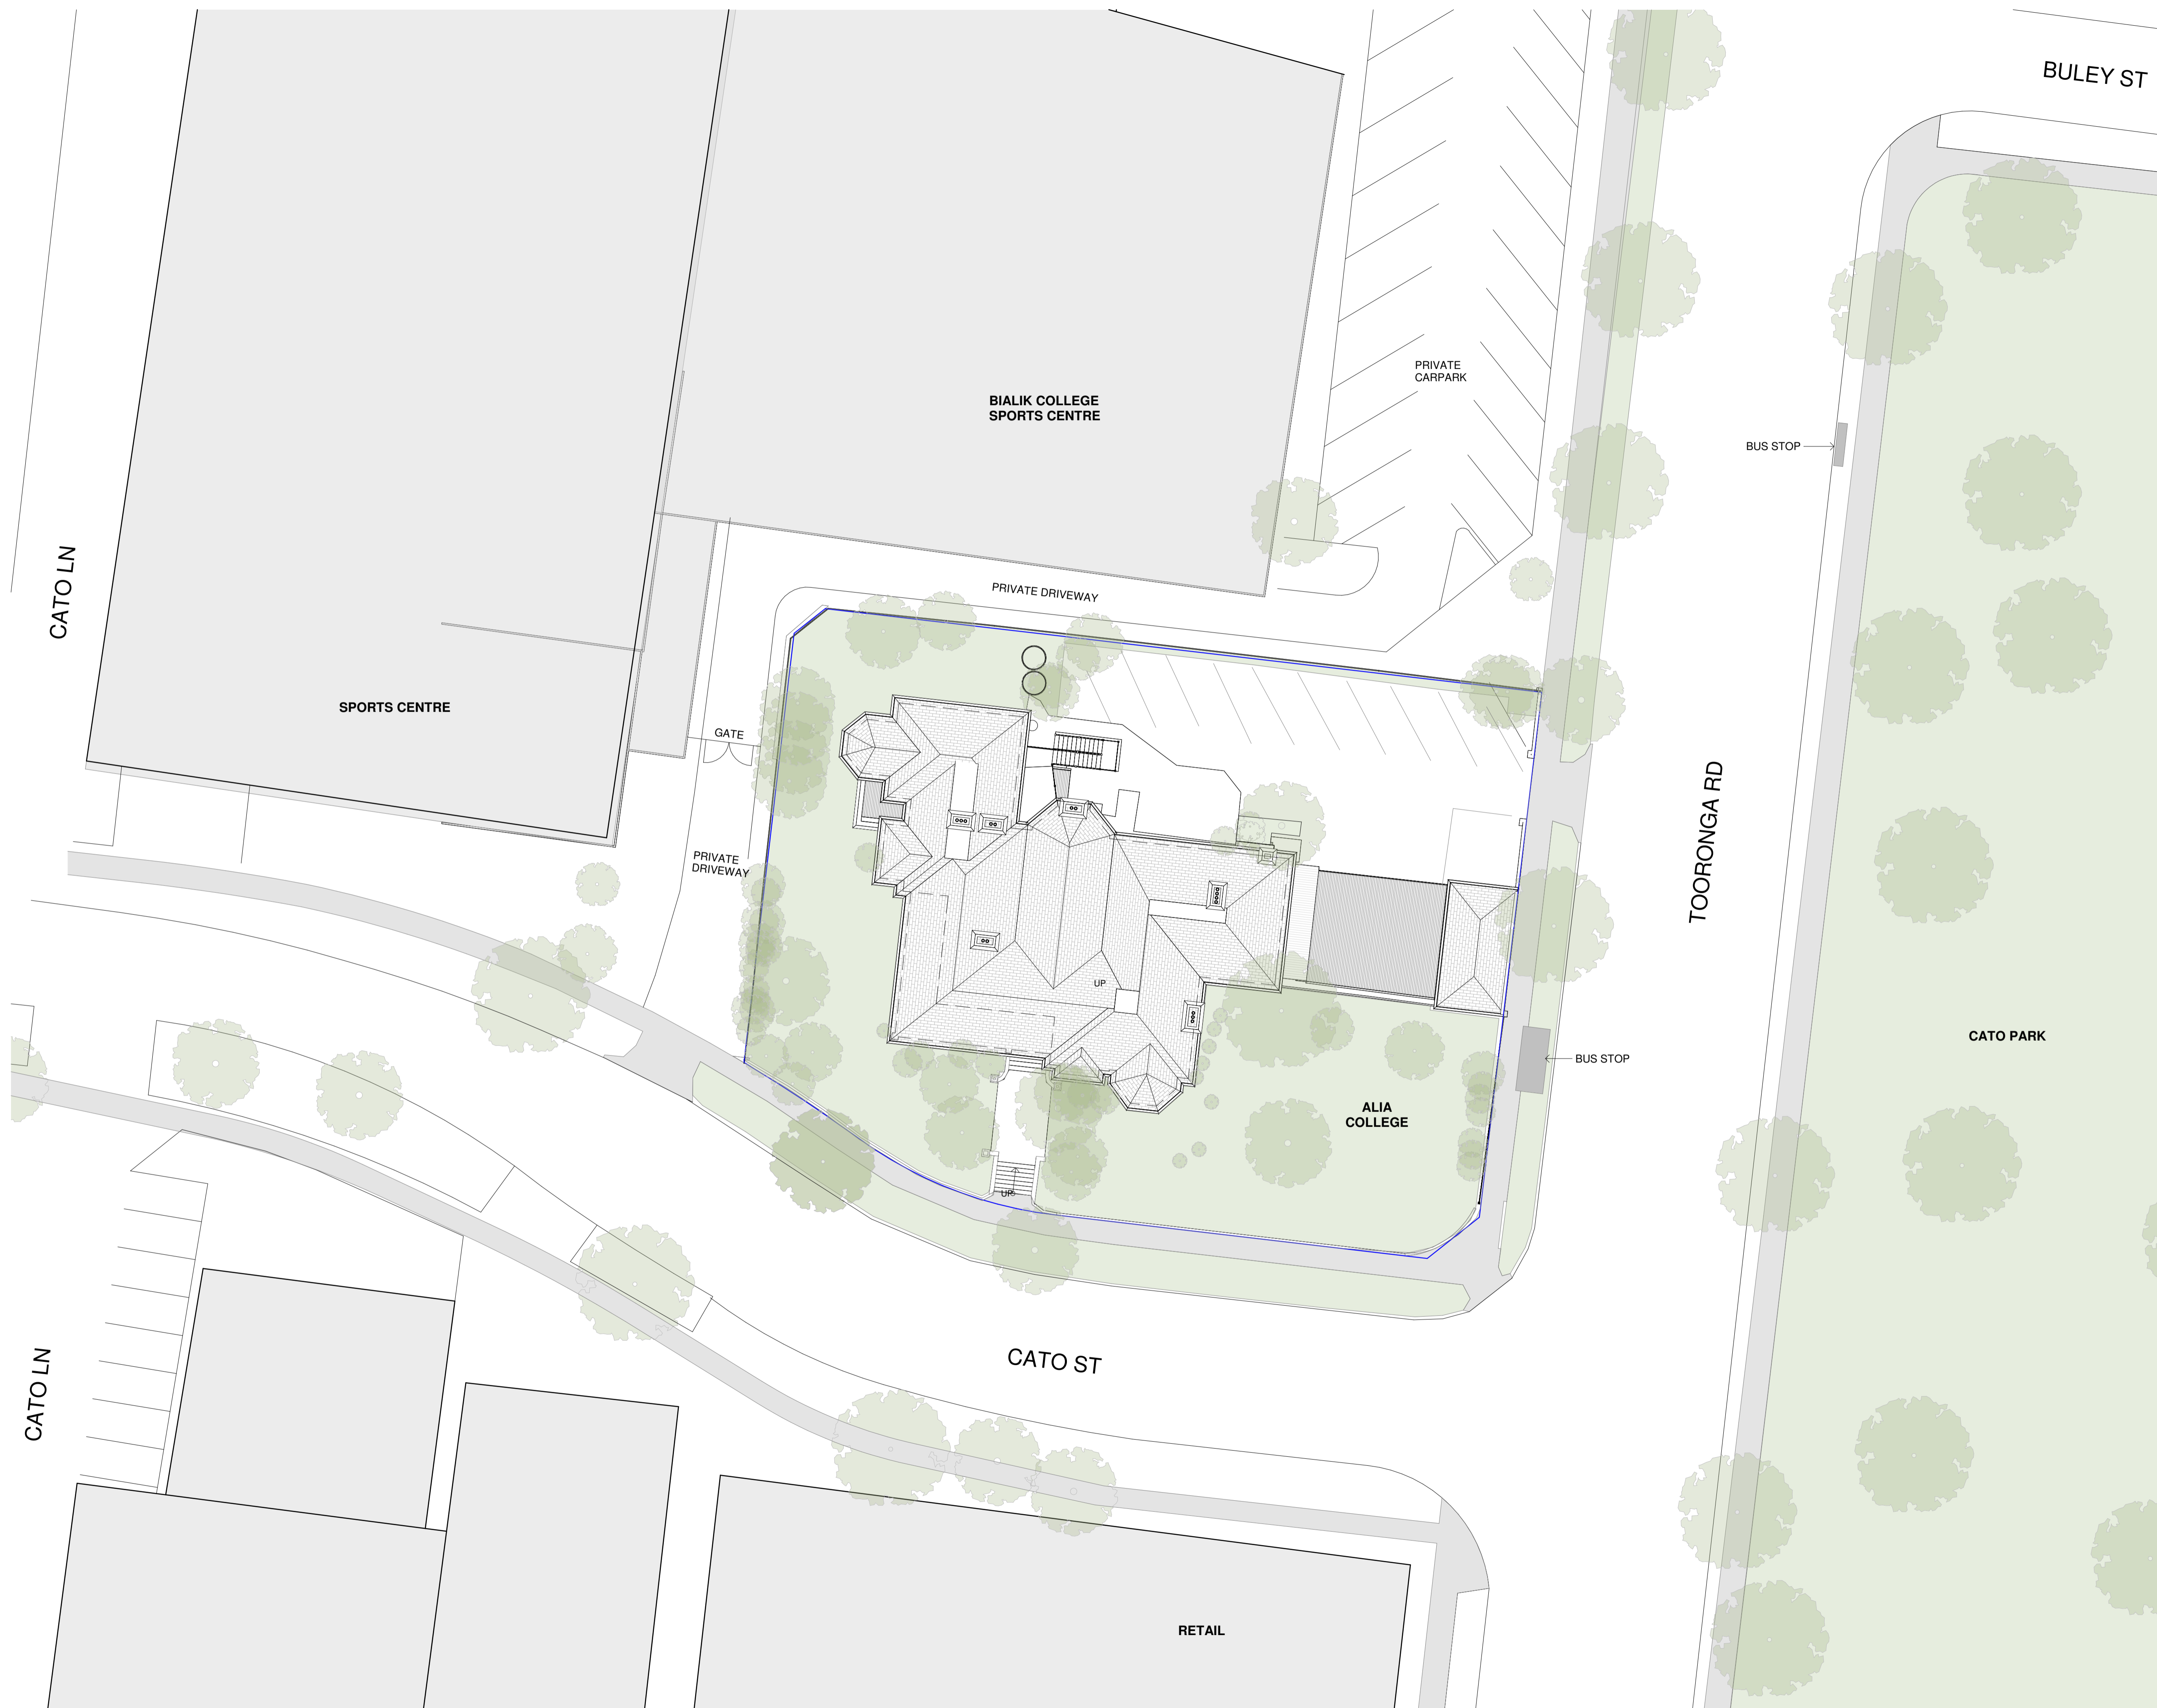 BULEY ST
PRIVATE
CARPARK
BIALIK COLLEGE
SPORTS CENTRE
BUS STOP
CATO LN
PRIVATE DRIVEWAY
SPORTS CENTRE
GATE
TOORONGA RD
PRIVATE
DRIVEWAY
UP
CATO PARK
BUS STOP
ALIA
COLLEGE
UP
CATO ST
CATO LN
RETAIL